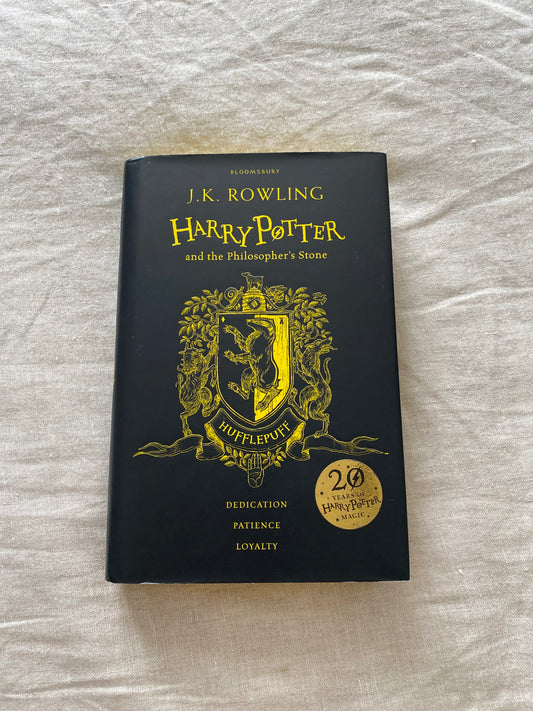 BLOOMSBURY
J.K. ROWLING
HARRY POTTER
and the Philosopher's Stone
HUFFLEPUFF
DEDICATION
PATIENCE
LOYALTY
20
YEARS OF
HARRY POTTER
MAGIC